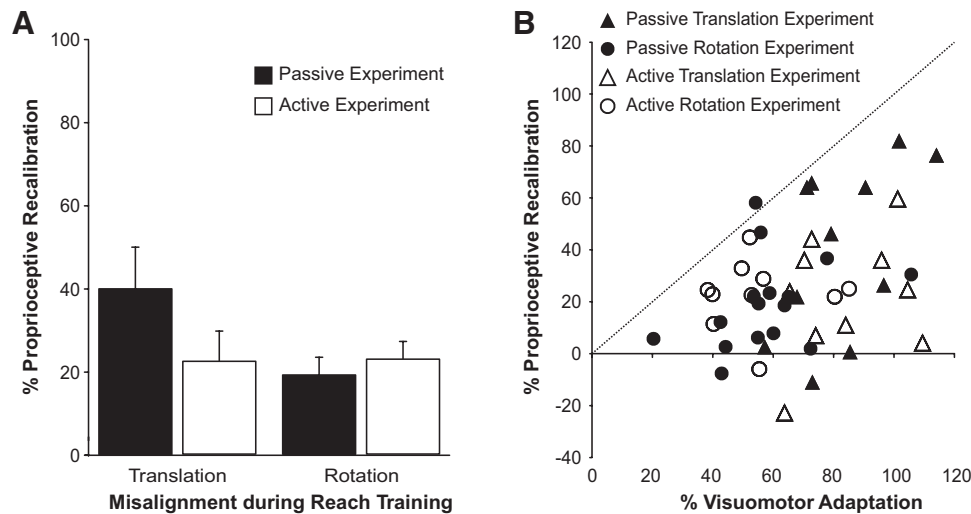 A
% Proprioceptive Recalibration
100
80
60
40
20
0
Passive Experiment
Active Experiment
Translation
Rotation
Misalignment during Reach Training
B
% Proprioceptive Recalibration
Passive Translation Experiment
Passive Rotation Experiment
Active Translation Experiment
Active Rotation Experiment
120
100
80
60
40
20
0
-20
-40
0 20 40 60 80 100 120
% Visuomotor Adaptation